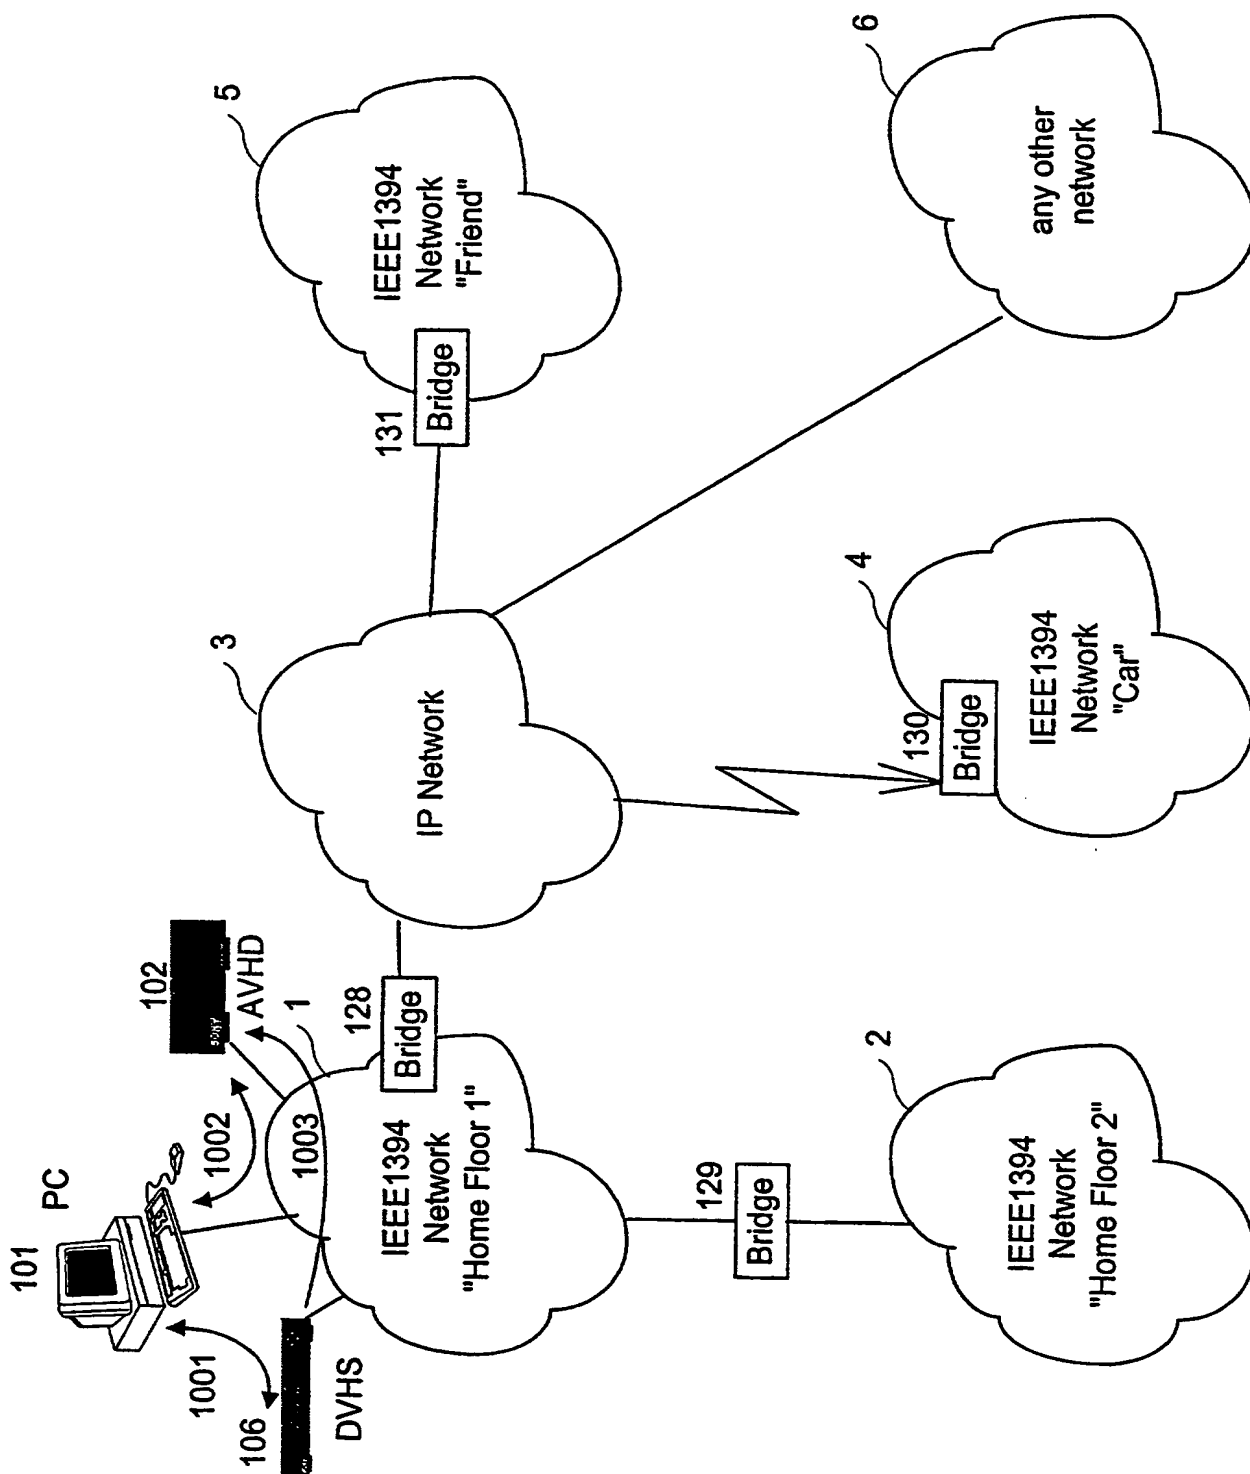 101
PC
1001
106
DVHS
1002
102
AVHD
1003
1
IEEE1394
Network
"Home Floor 1"
128
Bridge
129
Bridge
2
IEEE1394
Network
"Home Floor 2"
3
IP Network
130
Bridge
4
IEEE1394
Network
"Car"
131
Bridge
5
IEEE1394
Network
"Friend"
6
any other
network